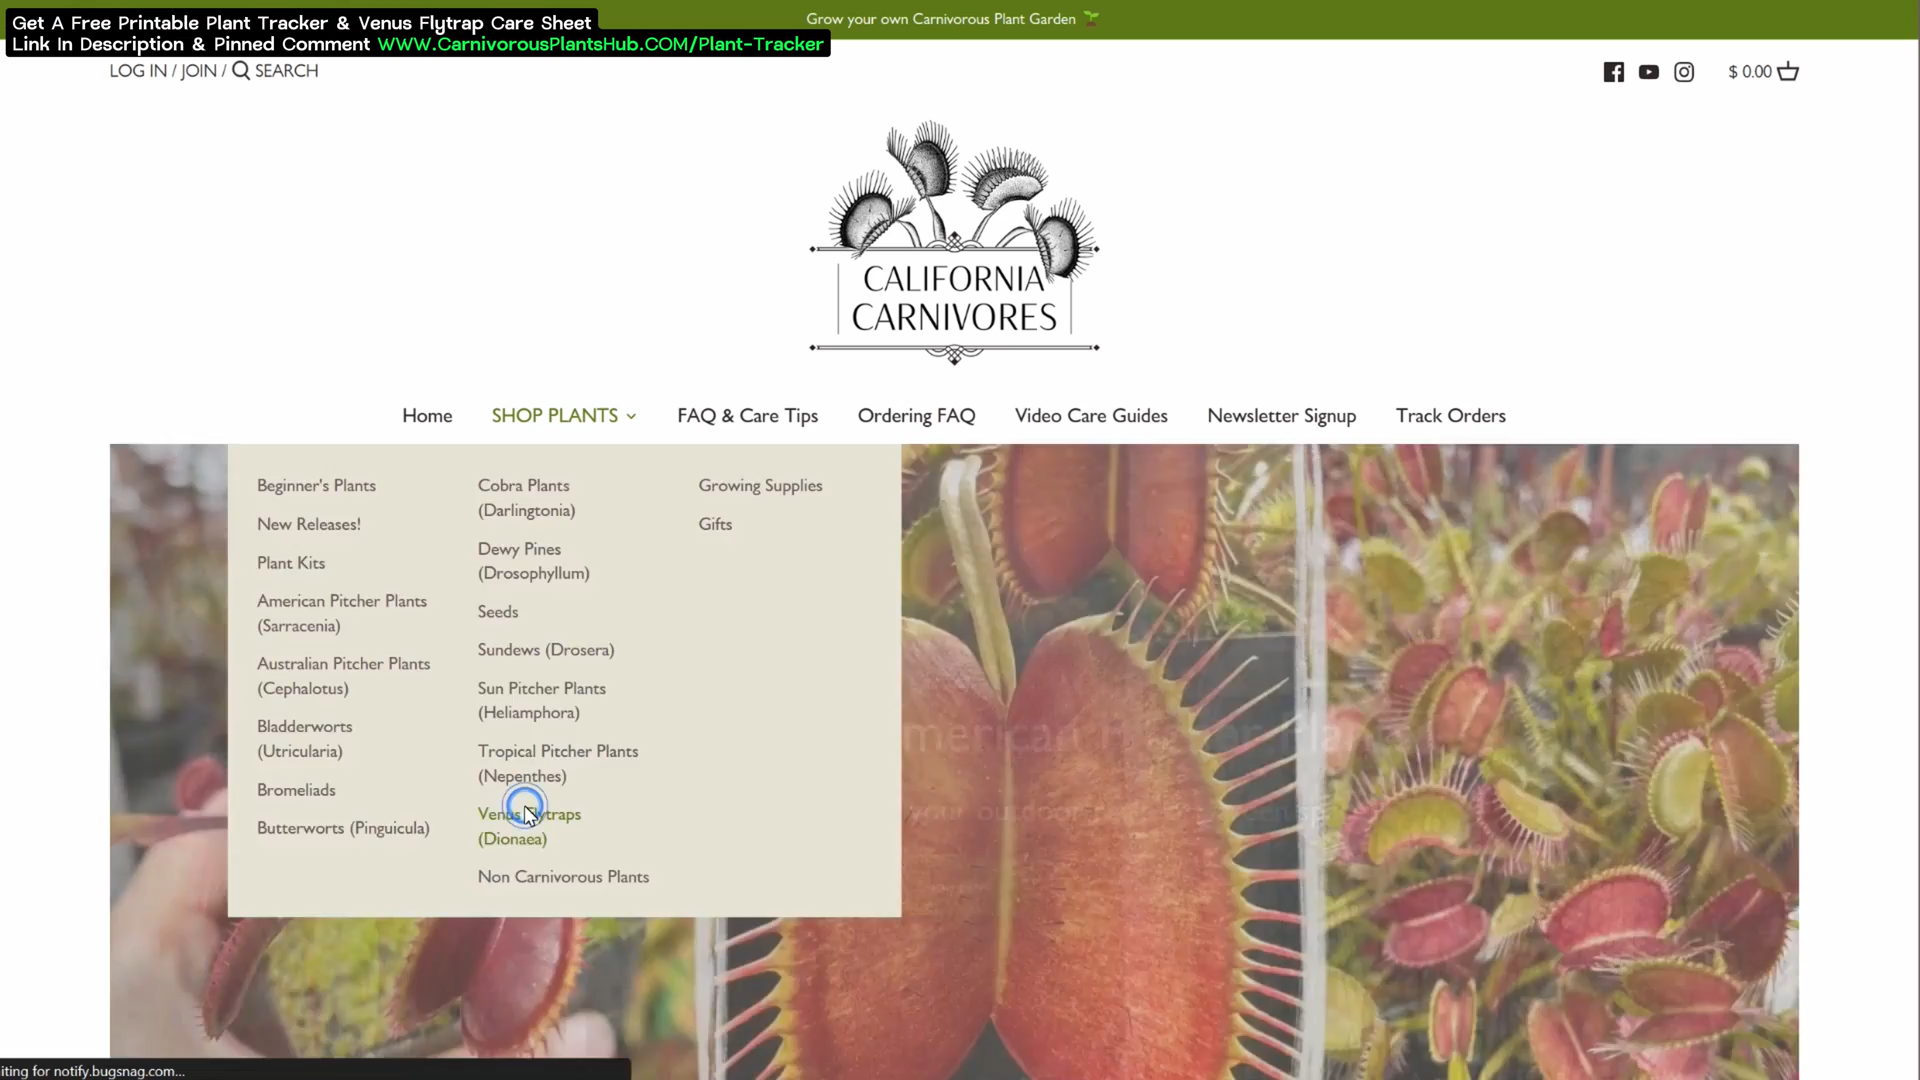 Get A Free Printable Plant Tracker & Venus Flytrap Care Sheet
Link In Description & Pinned Comment WWW.CarnivorousPlantsHub.COM/Plant-Tracker
Grow your own Carnivorous Plant Garden
LOG IN / JOIN / SEARCH
$ 0.00
CALIFORNIA
CARNIVORES
Home SHOP PLANTS FAQ & Care Tips Ordering FAQ Video Care Guides Newsletter Signup Track Orders
Beginner's Plants
New Releases!
Plant Kits
American Pitcher Plants
(Sarracenia)
Australian Pitcher Plants
(Cephalotus)
Bladderworts
(Utricularia)
Bromeliads
Butterworts (Pinguicula)
Cobra Plants
(Darlingtonia)
Dewy Pines
(Drosophyllum)
Seeds
Sundews (Drosera)
Sun Pitcher Plants
(Heliamphora)
Tropical Pitcher Plants
(Nepenthes)
Venus Flytraps
(Dionaea)
Non Carnivorous Plants
Growing Supplies
Gifts
iting for notify.bugsnag.com...